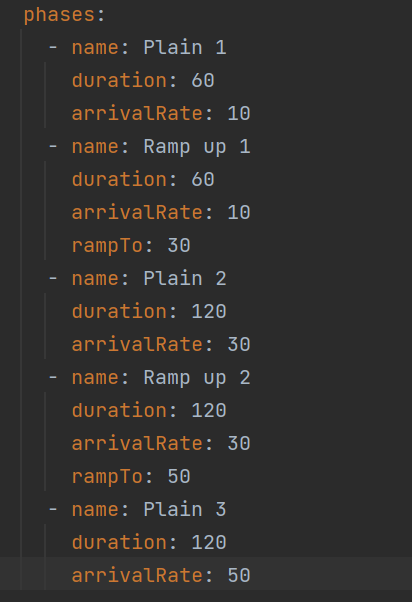 phases:
  - name: Plain 1
    duration: 60
    arrivalRate: 10
  - name: Ramp up 1
    duration: 60
    arrivalRate: 10
    rampTo: 30
  - name: Plain 2
    duration: 120
    arrivalRate: 30
  - name: Ramp up 2
    duration: 120
    arrivalRate: 30
    rampTo: 50
  - name: Plain 3
    duration: 120
    arrivalRate: 50